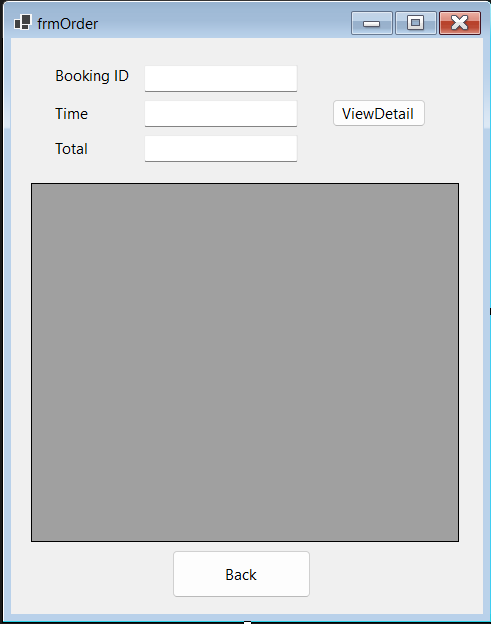 frmOrder
Booking ID
Time
ViewDetail
Total
Back